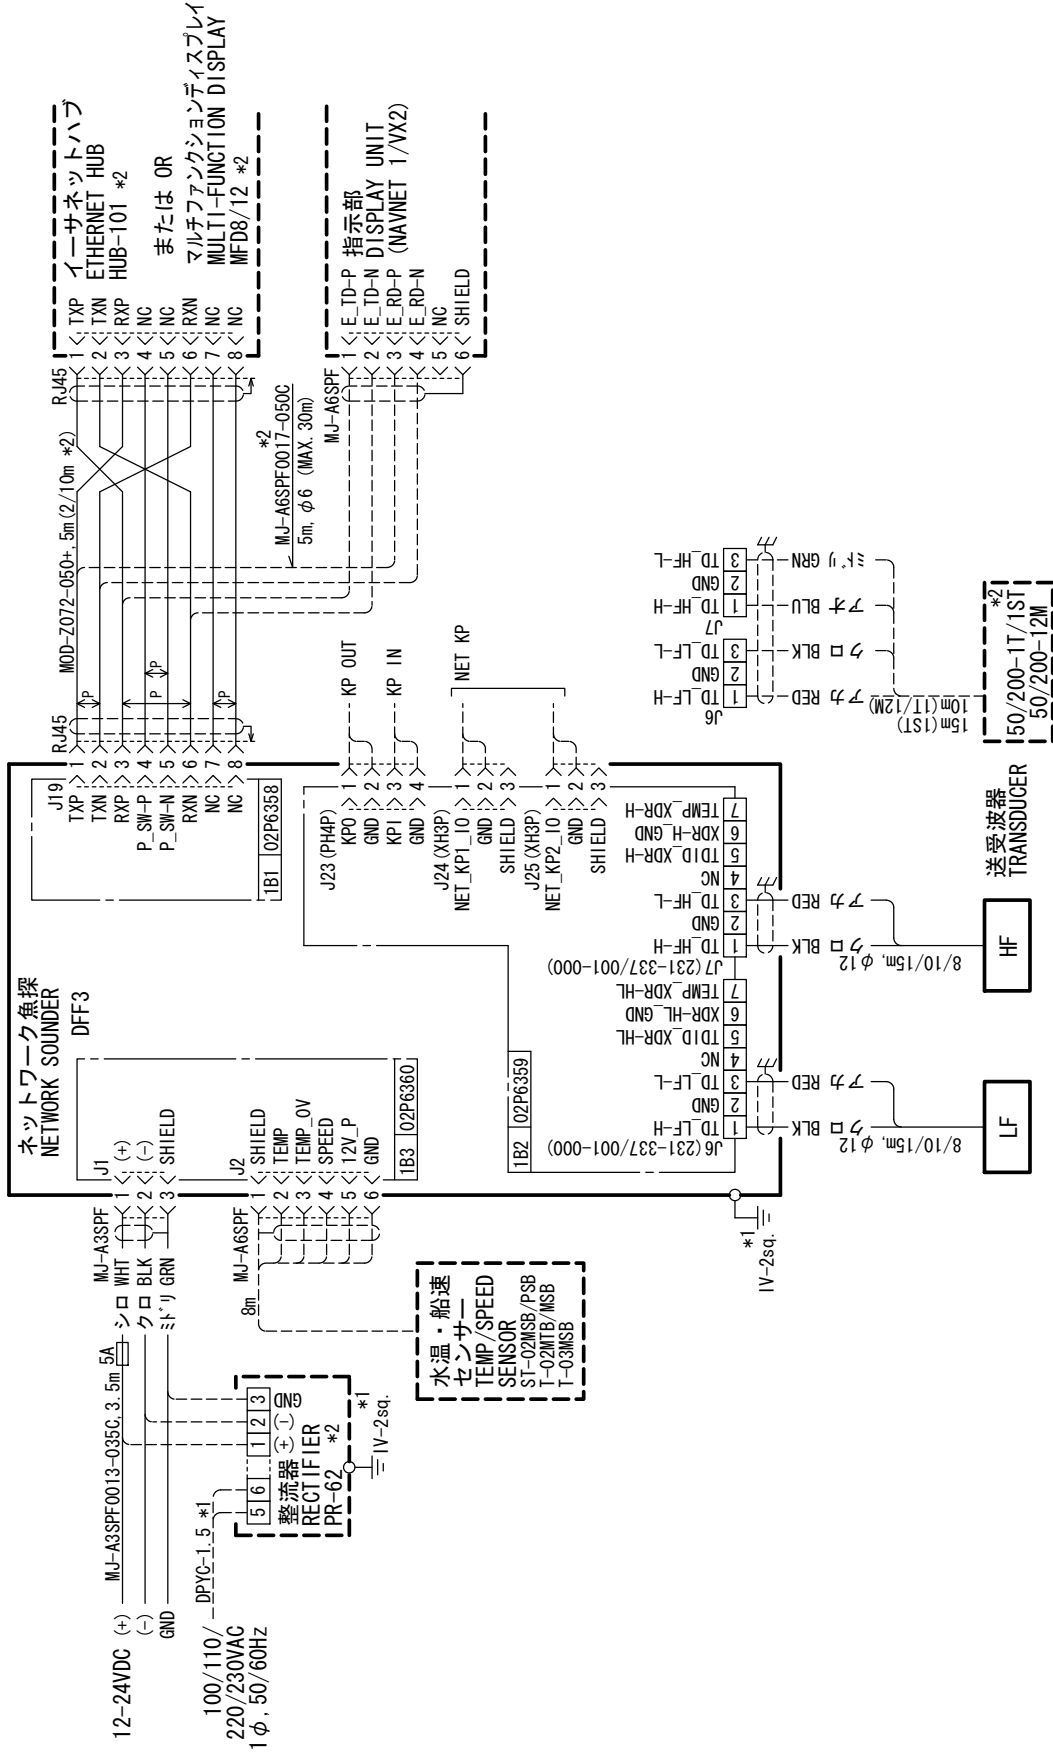 ネットワーク魚探
NETWORK SOUNDER
DFF3
12-24VDC (+)
(-)
GND
MJ-A3SPF0013-035C, 3.5m
5A
シロ WHT
クロ BLK
ミドリ GRN
MJ-A3SPF
1
2
3
J1
(+)
(-)
SHIELD
100/110/
220/230VAC
1φ, 50/60Hz
DPYC-1.5 *1
5 6
1 2 3
(+) (-) GND
整流器
RECTIFIER
PR-62 *2
*1
IV-2sq.
8m
MJ-A6SPF
1
2
3
4
5
6
J2
SHIELD
TEMP
TEMP_0V
SPEED
12V_P
GND
1B3 02P6360
水温・船速
センサー
TEMP/SPEED
SENSOR
ST-02MSB/PSB
T-02MTB/MSB
T-03MSB
*1
IV-2sq.
J19
TXP
TXN
RXP
P_SW-P
P_SW-N
RXN
NC
NC
1
2
3
4
5
6
7
8
1B1 02P6358
RJ45
MOD-Z072-050+, 5m(2/10m *2)
P
P
P
P
RJ45
1 TXP
2 TXN
3 RXP
4 NC
5 NC
6 RXN
7 NC
8 NC
イーサネットハブ
ETHERNET HUB
HUB-101 *2
または OR
マルチファンクションディスプレイ
MULTI-FUNCTION DISPLAY
MFD8/12 *2
*2
MJ-A6SPF0017-050C
5m, φ6 (MAX. 30m)
MJ-A6SPF
1 E_TD-P
2 E_TD-N
3 E_RD-P
4 E_RD-N
5 NC
6 SHIELD
指示部
DISPLAY UNIT
(NAVNET 1/VX2)
J23(PH4P)
KPO 1
GND 2
KPI 3
GND 4
KP OUT
KP IN
J24(XH3P)
NET_KP1_IO 1
GND 2
SHIELD 3
J25(XH3P)
NET_KP2_IO 1
GND 2
SHIELD 3
NET KP
1B2 02P6359
J6(231-337/001-000)
1 TD_LF-H
2 GND
3 TD_LF-L
4 NC
5 TDID_XDR-HL
6 XDR-HL_GND
7 TEMP_XDR-HL
J7(231-337/001-000)
1 TD_HF-H
2 GND
3 TD_HF-L
4 NC
5 TDID_XDR-H
6 XDR-H_GND
7 TEMP_XDR-H
クロ BLK
アカ RED
8/10/15m, φ12
LF
クロ BLK
アカ RED
8/10/15m, φ12
HF
送受波器
TRANSDUCER
J6
1 TD_LF-H
2 GND
3 TD_LF-L
J7
1 TD_HF-H
2 GND
3 TD_HF-L
アカ RED
クロ BLK
アオ BLU
ミドリ GRN
15m(1ST)
10m(1T/12M)
*2
50/200-1T/1ST
50/200-12M